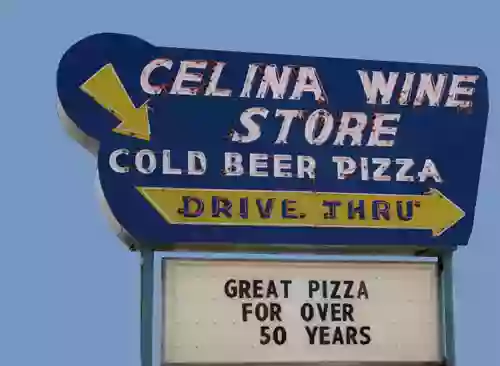 CELINA WINE
STORE
COLD BEER PIZZA
DRIVE THRU
GREAT PIZZA
FOR OVER
50 YEARS